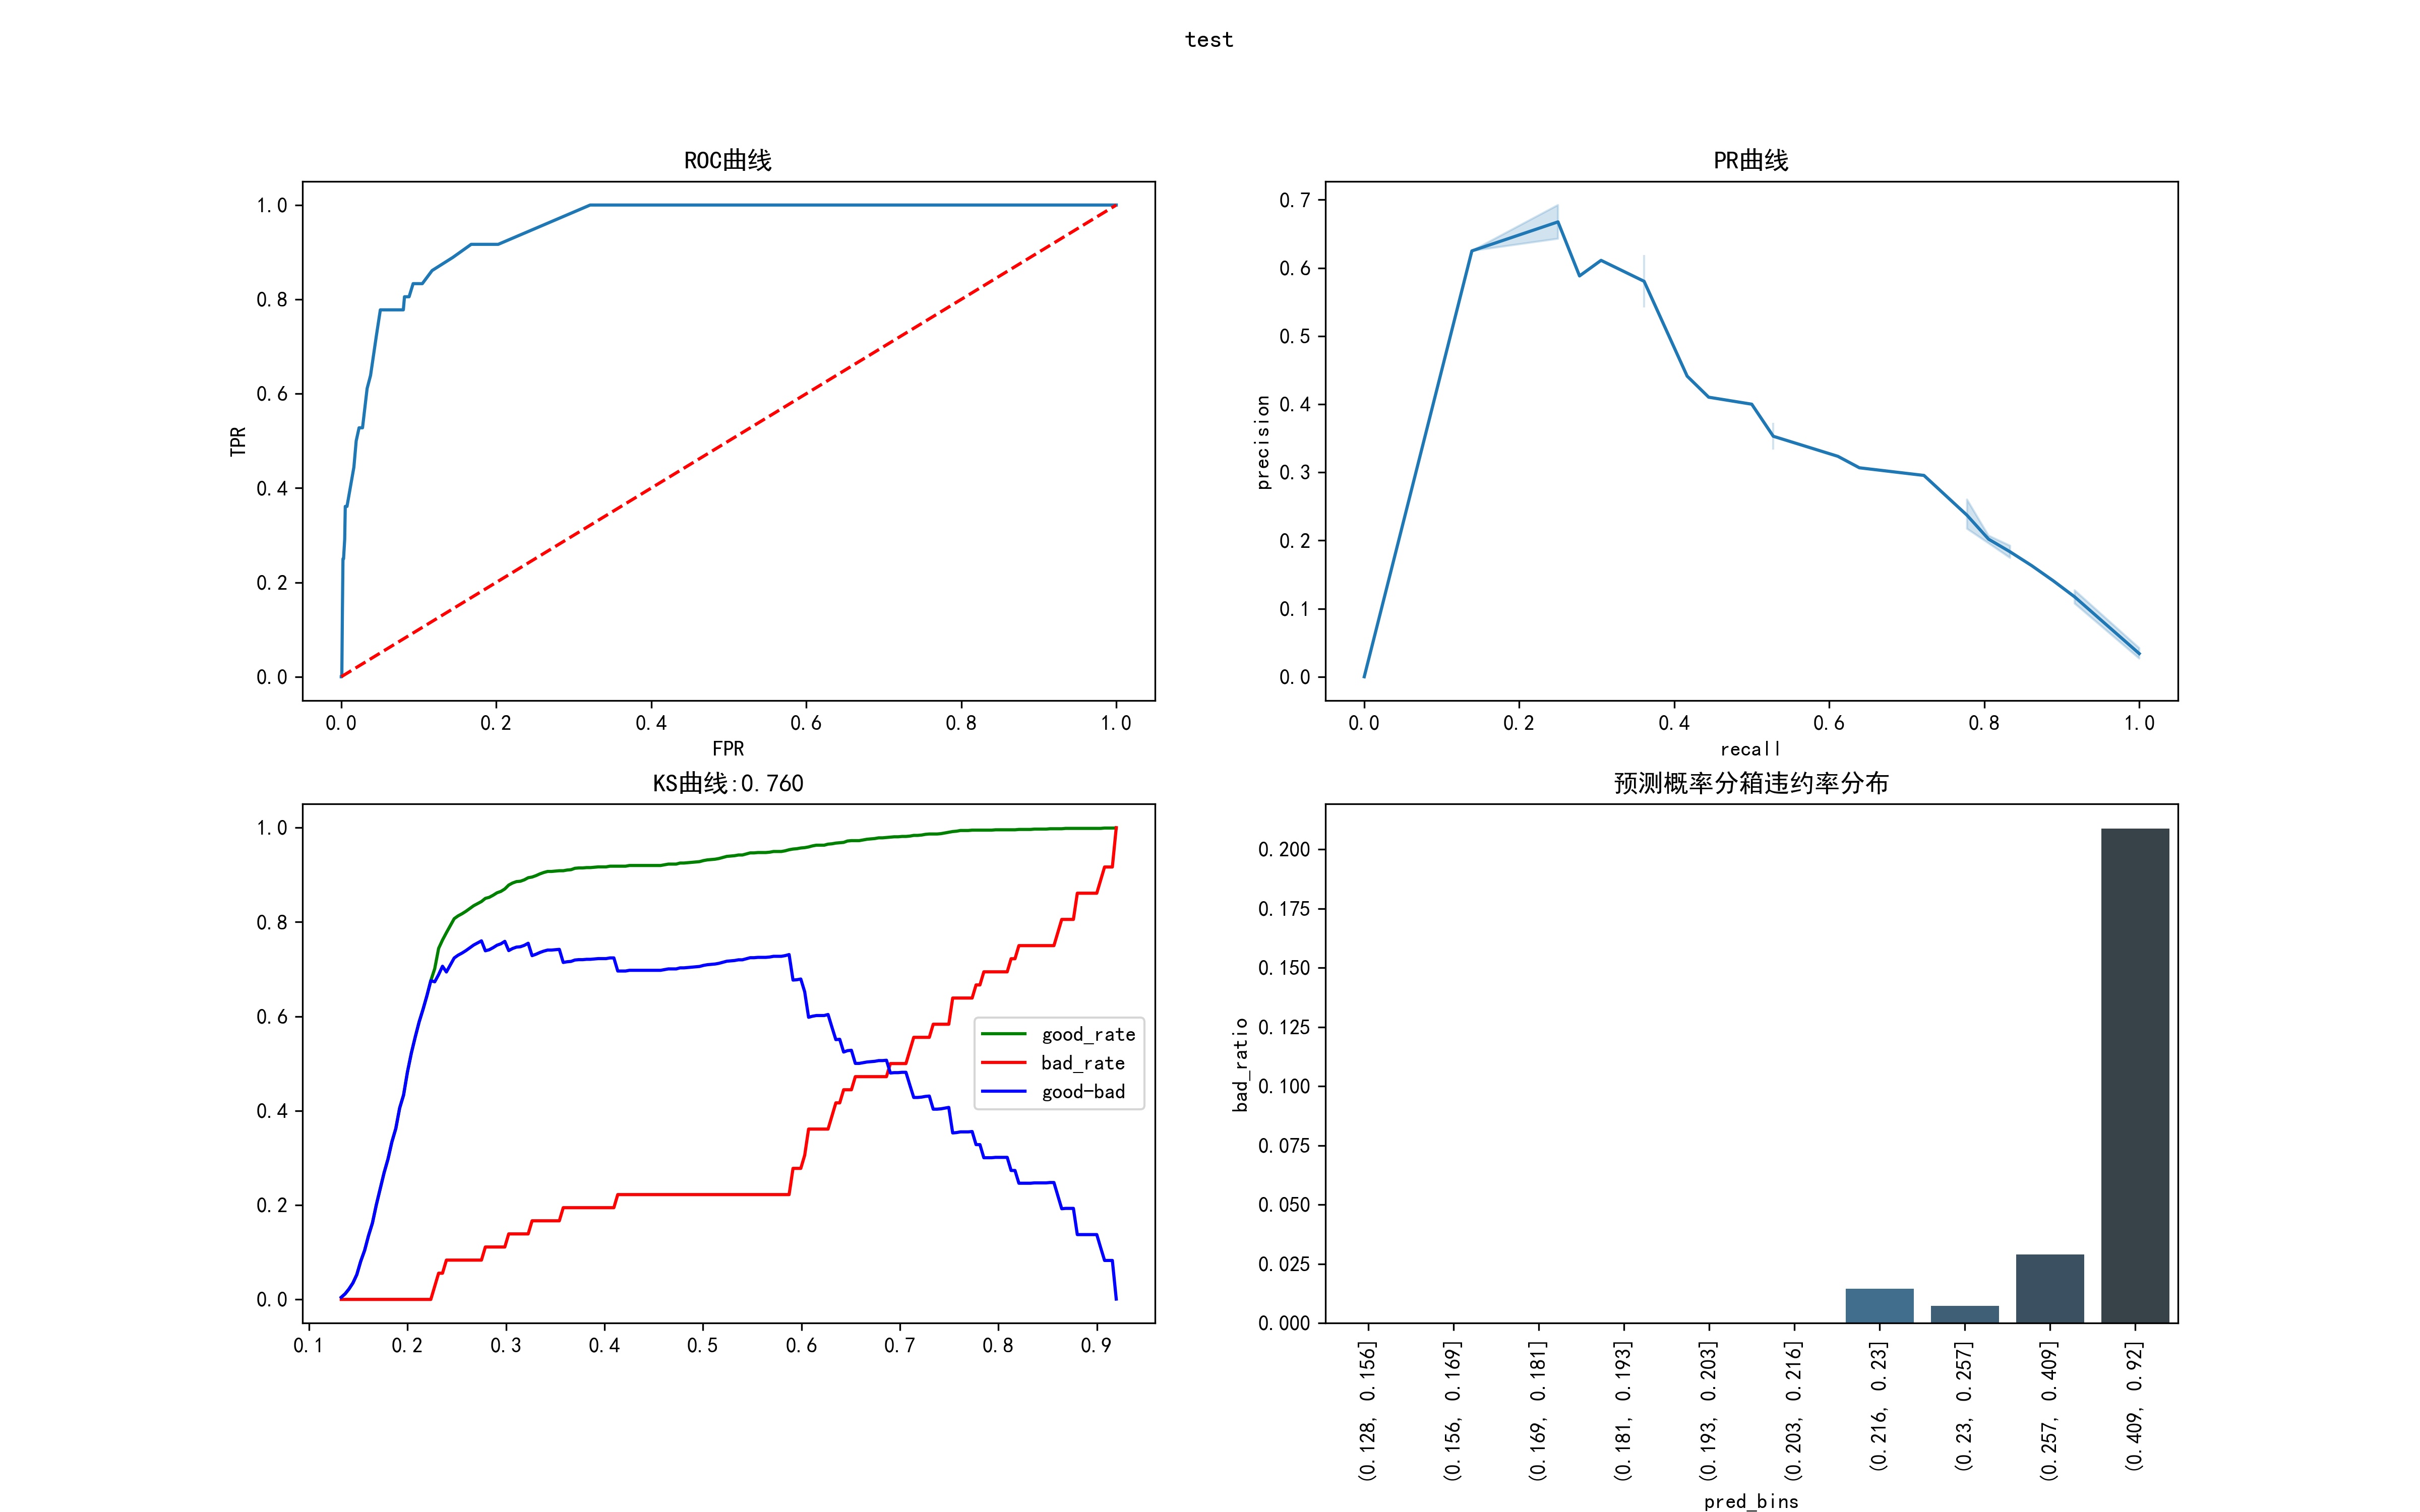 test
ROC曲线
1.0
0.8
0.6
0.4
0.2
0.0
TPR
0.0 0.2 0.4 0.6 0.8 1.0
FPR
PR曲线
0.7
0.6
0.5
0.4
0.3
0.2
0.1
0.0
precision
0.0 0.2 0.4 0.6 0.8 1.0
recall
KS曲线:0.760
1.0
0.8
0.6
0.4
0.2
0.0
good_rate
bad_rate
good-bad
0.1 0.2 0.3 0.4 0.5 0.6 0.7 0.8 0.9
预测概率分箱违约率分布
0.200
0.175
0.150
0.125
0.100
0.075
0.050
0.025
0.000
bad_ratio
(0.128, 0.156]
(0.156, 0.169]
(0.169, 0.181]
(0.181, 0.193]
(0.193, 0.203]
(0.203, 0.216]
(0.216, 0.23]
(0.23, 0.257]
(0.257, 0.409]
(0.409, 0.92]
pred_bins